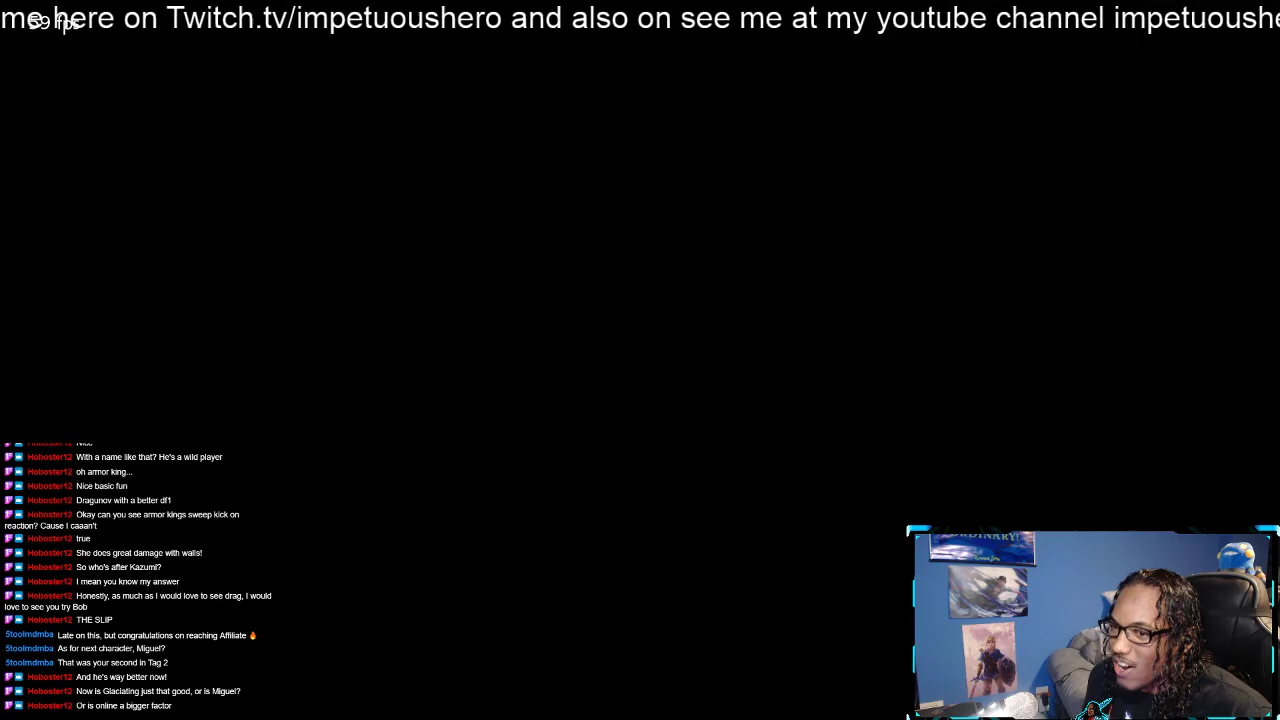 me here on Twitch.tv/impetuoushero and also on see me at my youtube channel impetuoushe
59 fps
Hoboster12 Nice
Hoboster12 With a name like that? He's a wild player
Hoboster12 oh armor king...
Hoboster12 Nice basic fun
Hoboster12 Dragunov with a better df1
Hoboster12 Okay can you see armor kings sweep kick on
reaction? Cause I caaan't
Hoboster12 true
Hoboster12 She does great damage with walls!
Hoboster12 So who's after Kazumi?
Hoboster12 I mean you know my answer
Hoboster12 Honestly, as much as I would love to see drag, I would
love to see you try Bob
Hoboster12 THE SLIP
5toolmdmba Late on this, but congratulations on reaching Affiliate 🔥
5toolmdmba As for next character, Miguel?
5toolmdmba That was your second in Tag 2
Hoboster12 And he's way better now!
Hoboster12 Now is Glaciating just that good, or is Miguel?
Hoboster12 Or is online a bigger factor
ORDINARY!